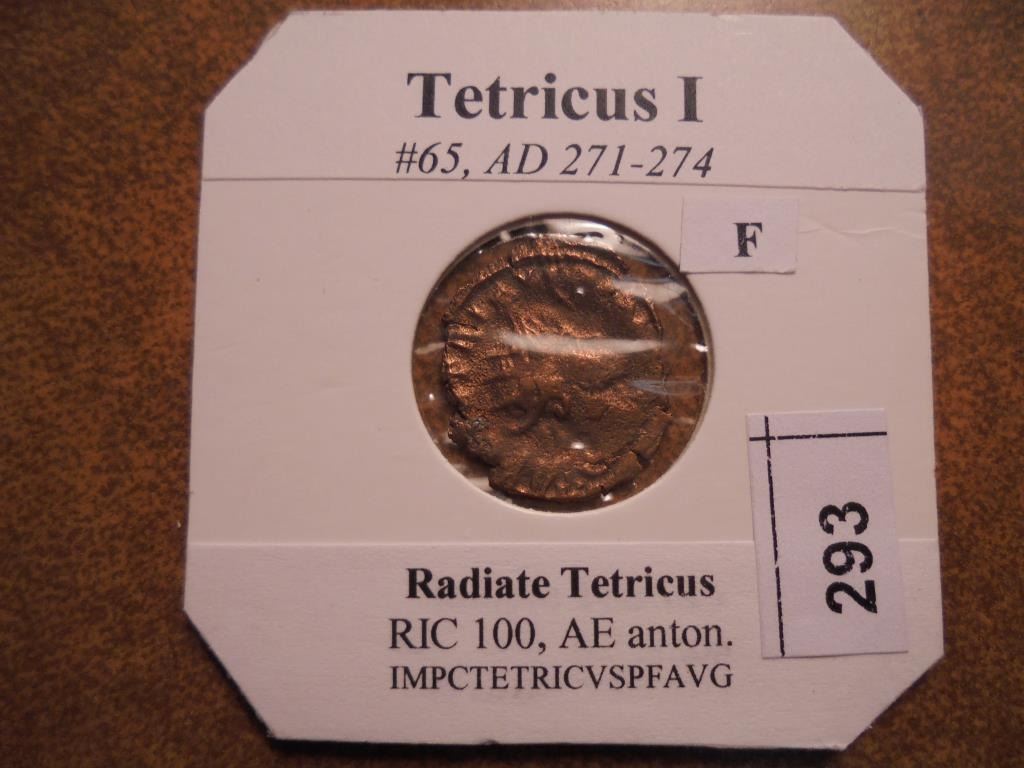 Tetricus I
#65, AD 271-274
F
293
Radiate Tetricus
RIC 100, AE anton.
IMPCTETRICVSPFAVG